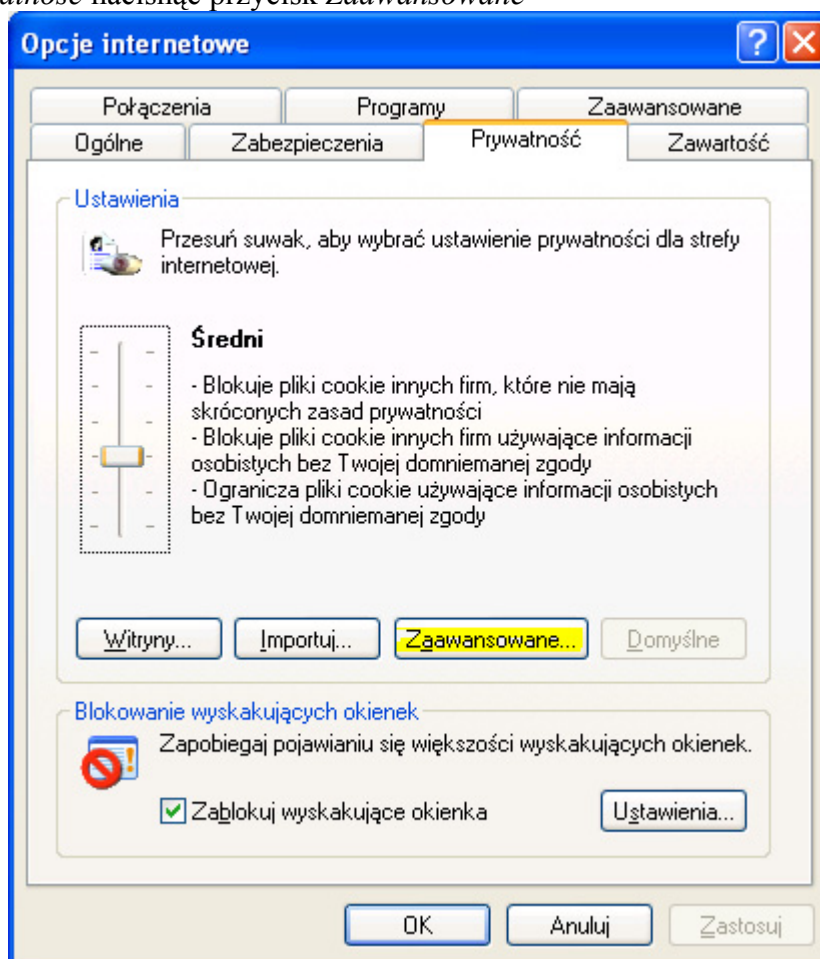 nacisnąć przycisk Zaawansowane
Opcje internetowe
Połączenia Programy Zaawansowane
Ogólne Zabezpieczenia Prywatność Zawartość
Ustawienia
Przesuń suwak, aby wybrać ustawienie prywatności dla strefy
internetowej.
Średni
- Blokuje pliki cookie innych firm, które nie mają
skróconych zasad prywatności
- Blokuje pliki cookie innych firm używające informacji
osobistych bez Twojej domniemanej zgody
- Ogranicza pliki cookie używające informacji osobistych
bez Twojej domniemanej zgody
Witryny... Importuj... Zaawansowane... Domyślne
Blokowanie wyskakujących okienek
Zapobiegaj pojawianiu się większości wyskakujących okienek.
Zablokuj wyskakujące okienka Ustawienia...
OK Anuluj Zastosuj